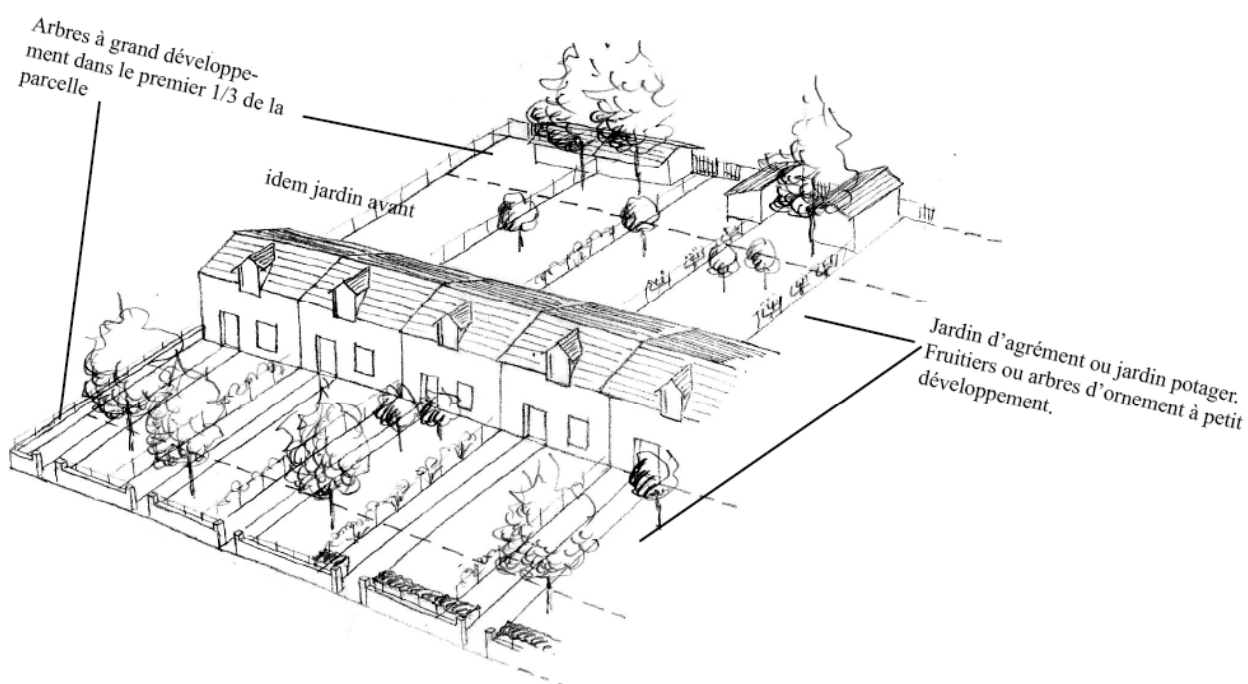 Arbres à grand développe-
ment dans le premier 1/3 de la
parcelle
idem jardin avant
Jardin d'agrément ou jardin potager.
Fruitiers ou arbres d'ornement à petit
développement.